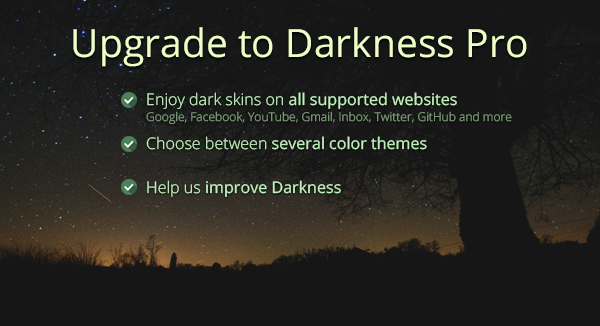 Upgrade to Darkness Pro
Enjoy dark skins on all supported websites
Google, Facebook, YouTube, Gmail, Inbox, Twitter, GitHub and more
Choose between several color themes
Help us improve Darkness